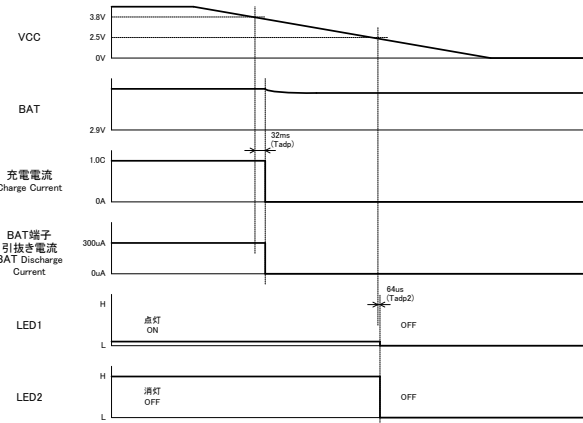 VCC
3.8V
2.5V
0V
BAT
2.9V
32ms
(Tadp)
充電電流
Charge Current
1.0C
0A
BAT端子
引抜き電流
BAT Discharge
Current
300uA
0uA
64us
(Tadp2)
LED1
H
点灯
ON
OFF
L
LED2
H
消灯
OFF
OFF
L